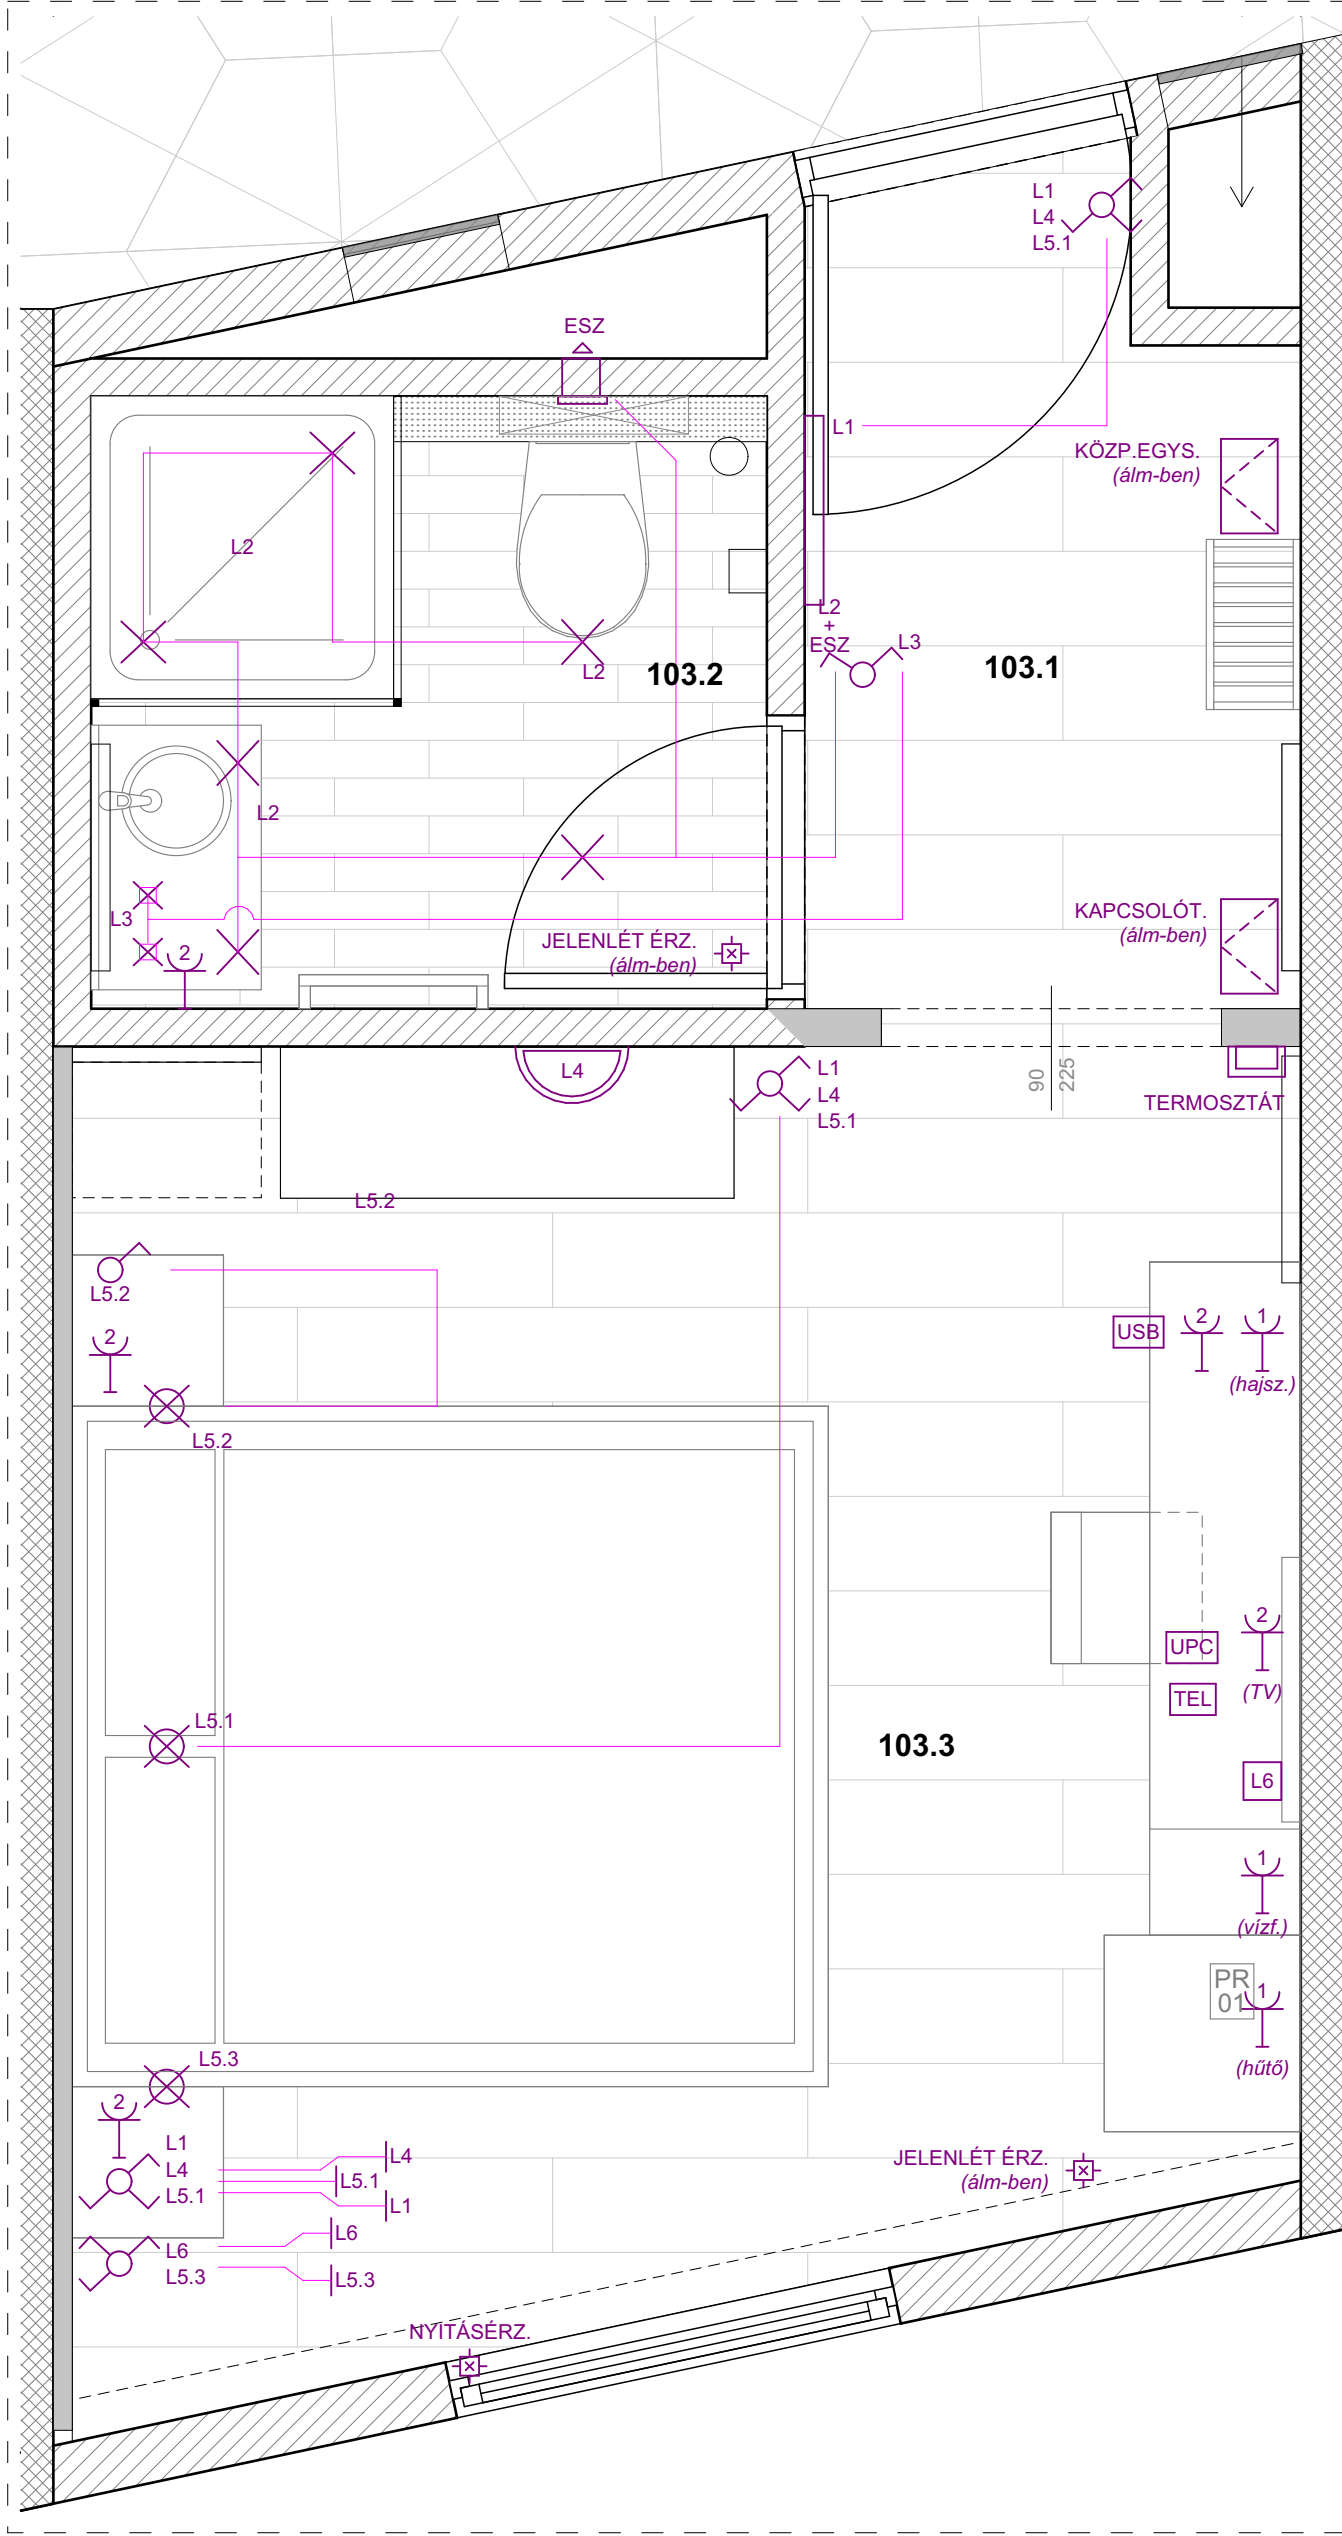 L1
L4
L5.1
ESZ
L1
KÖZP.EGYS.
(álm-ben)
L2
L2
+
ESZ
L3
L2
103.2
103.1
L2
L3
2
JELENLÉT ÉRZ.
(álm-ben)
KAPCSOLÓT.
(álm-ben)
L4
L1
L4
L5.1
90
225
TERMOSZTÁT
L5.2
L5.2
2
USB
2
1
(hajsz.)
L5.2
UPC
2
TEL
(TV)
L5.1
103.3
L6
1
(vízf.)
PR
01
1
(hűtő)
L5.3
2
L1
L4
L5.1
L4
L5.1
L1
L6
L5.3
L6
L5.3
JELENLÉT ÉRZ.
(álm-ben)
NYITÁSÉRZ.